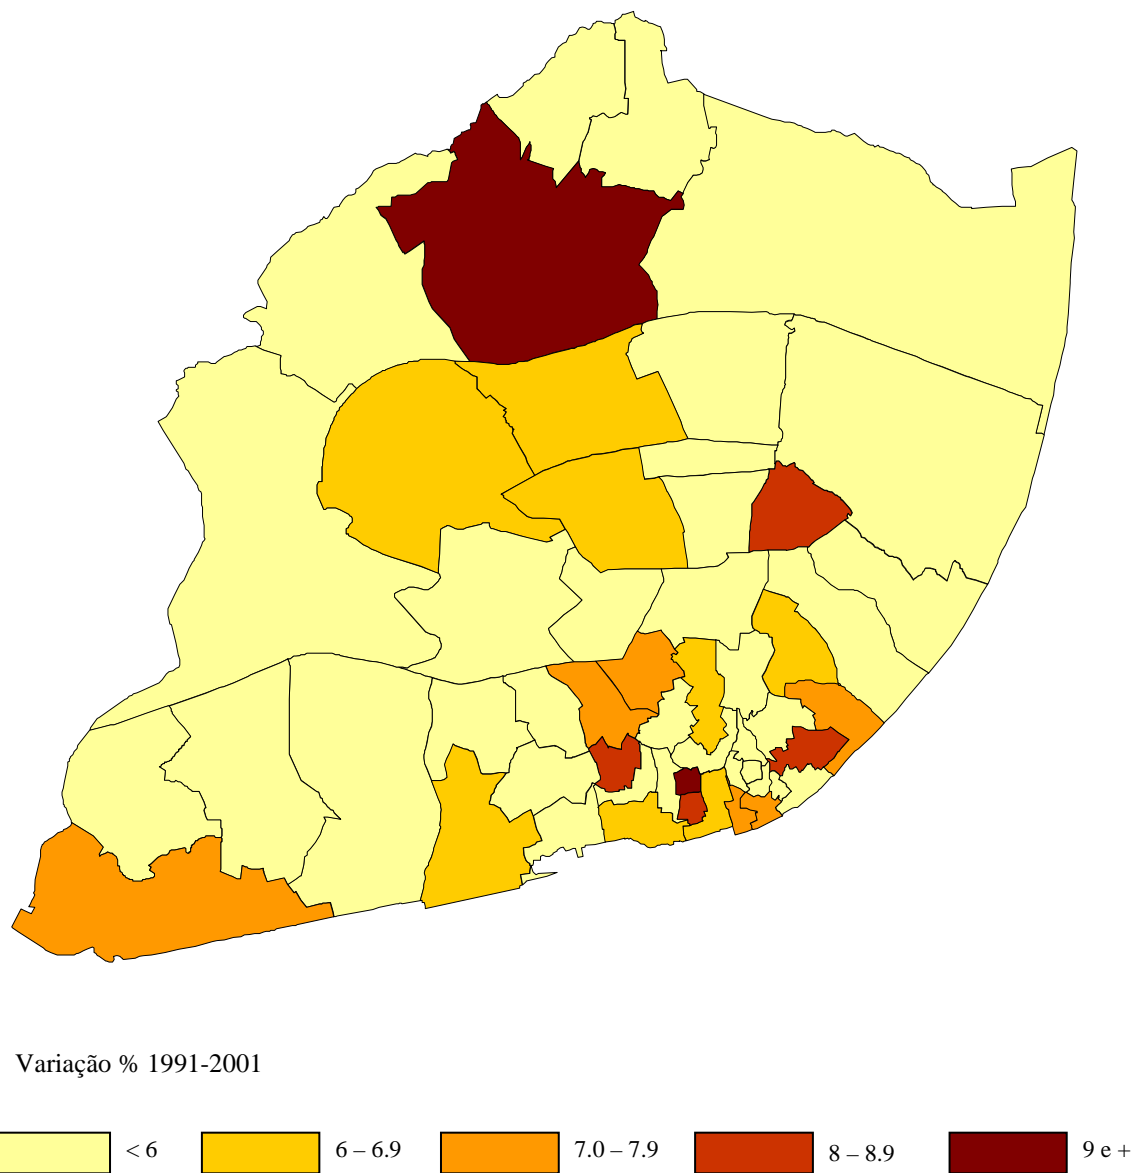 Variação % 1991-2001
< 6 6 – 6.9 7.0 – 7.9 8 – 8.9 9 e +